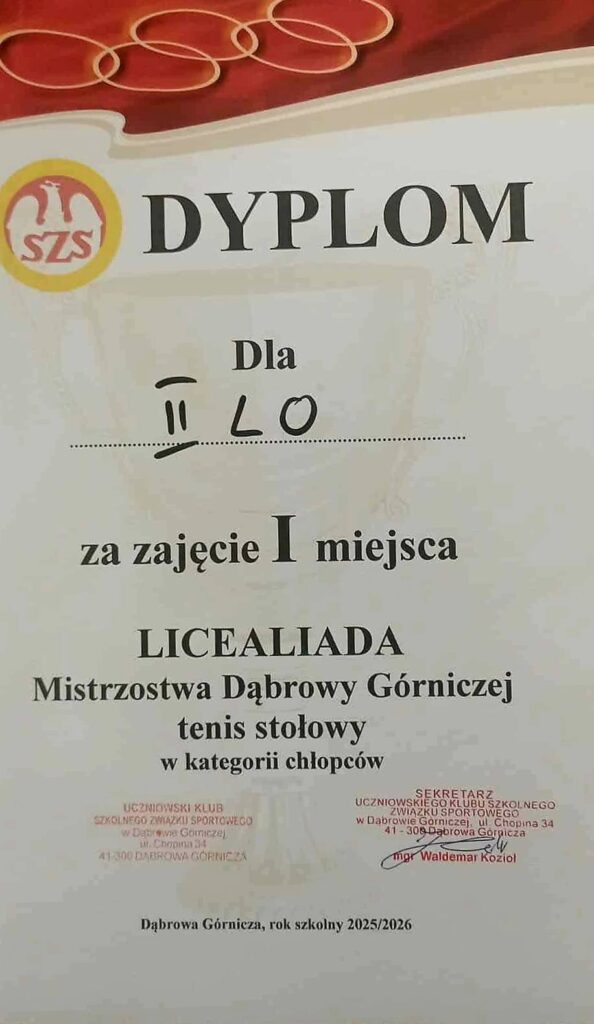 SZS
DYPLOM
Dla
II LO
za zajęcie I miejsca
LICEALIADA
Mistrzostwa Dąbrowy Górniczej
tenis stołowy
w kategorii chłopców
UCZNIOWSKI KLUB
SZKOLNEGO ZWIĄZKU SPORTOWEGO
w Dąbrowie Górniczej,
ul. Chopina 34
41-300 DĄBROWA GÓRNICZA
SEKRETARZ
UCZNIOWSKIEGO KLUBU SZKOLNEGO
ZWIĄZKU SPORTOWEGO
w Dąbrowie Górniczej, ul. Chopina 34
41 - 300 Dąbrowa Górnicza
mgr Waldemar Kozioł
Dąbrowa Górnicza, rok szkolny 2025/2026